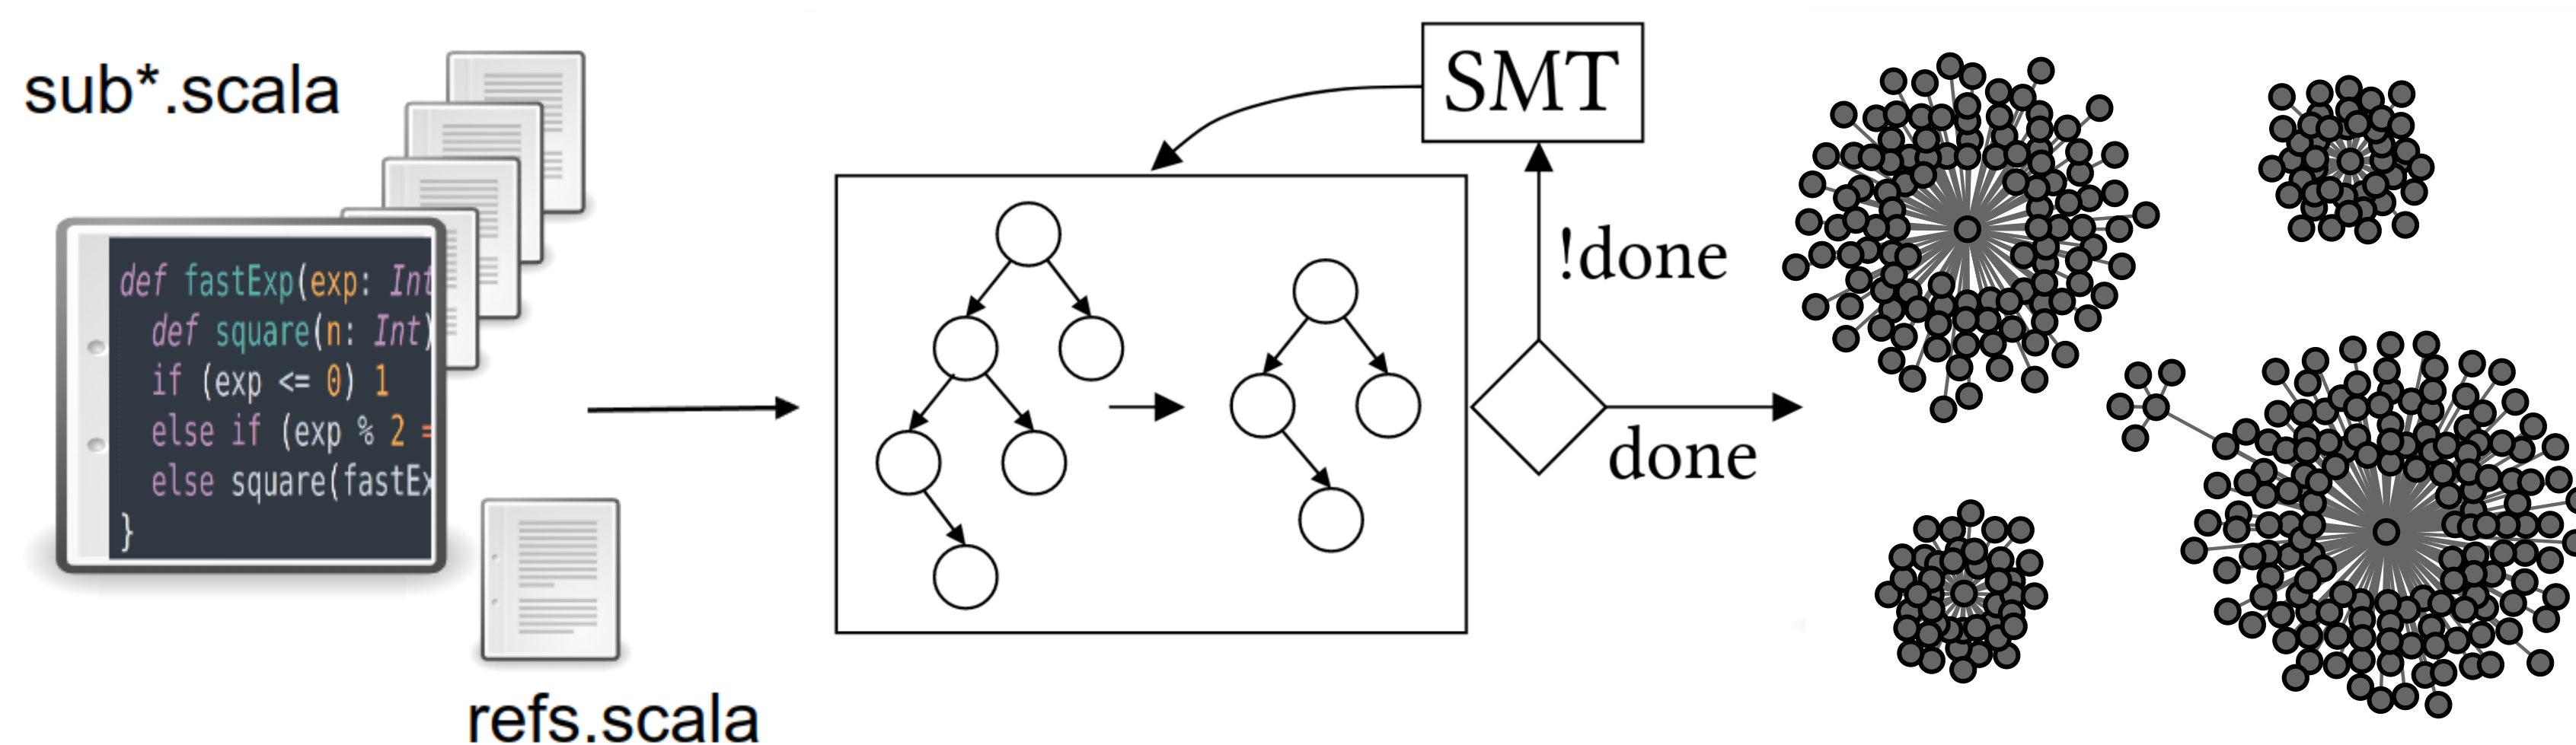 sub*.scala
def fastExp(exp: Int
def square(n: Int)
if (exp <= 0) 1
else if (exp % 2 =
else square(fastEx
}
refs.scala
SMT
!done
done